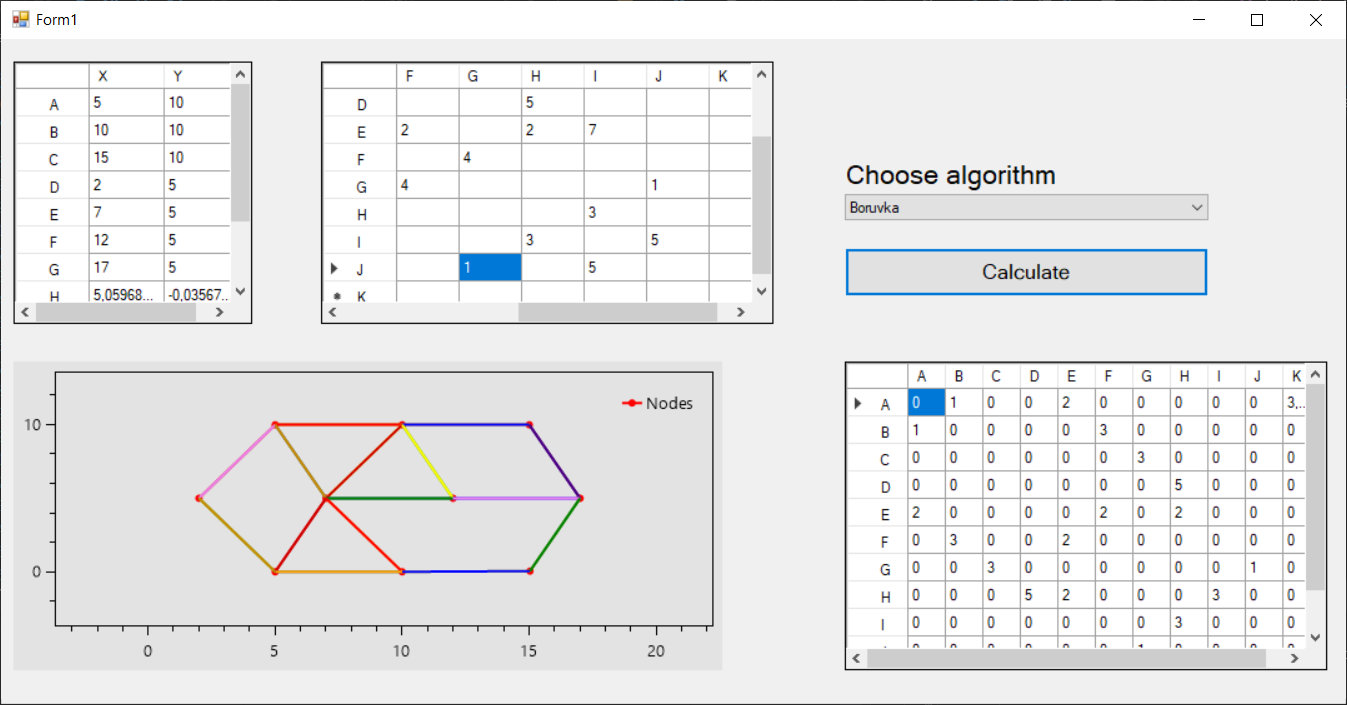 Form1
X Y
A 5 10
B 10 10
C 15 10
D 2 5
E 7 5
F 12 5
G 17 5
H 5,05968... -0,03567...
F G H I J K
D 5
E 2 2 7
F 4
G 4 1
H 3
I 3 5
J 1 5
K
Choose algorithm
Boruvka
Calculate
Nodes
10
0
0 5 10 15 20
A B C D E F G H I J K
A 0 1 0 0 2 0 0 0 0 0 3,...
B 1 0 0 0 0 3 0 0 0 0 0
C 0 0 0 0 0 0 3 0 0 0 0
D 0 0 0 0 0 0 0 5 0 0 0
E 2 0 0 0 0 2 0 2 0 0 0
F 0 3 0 0 2 0 0 0 0 0 0
G 0 0 3 0 0 0 0 0 0 1 0
H 0 0 0 5 2 0 0 0 3 0 0
I 0 0 0 0 0 0 0 3 0 0 0